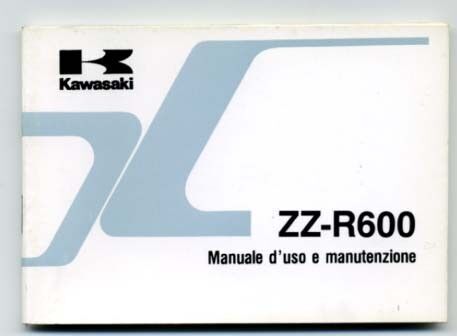 Kawasaki
ZZ-R600
Manuale d'uso e manutenzione